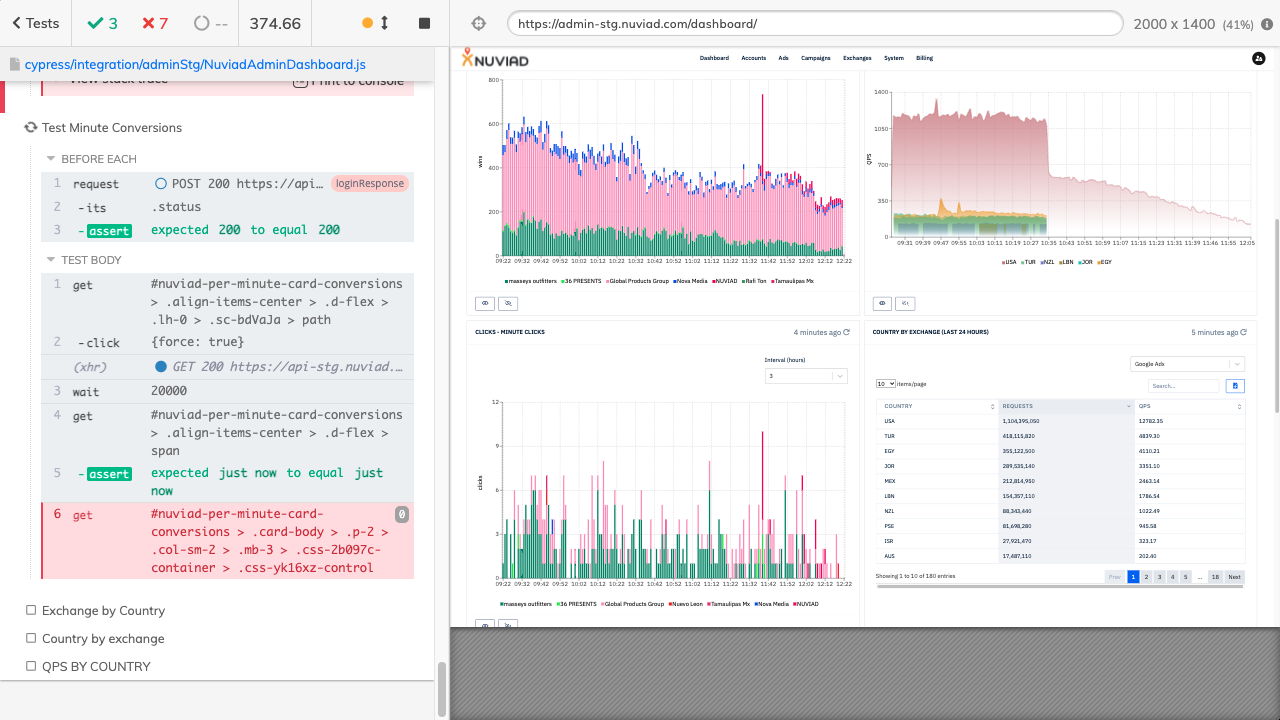 Tests
3
7
--
374.66
https://admin-stg.nuviad.com/dashboard/
2000 x 1400 (41%)
cypress/integration/adminStg/NuviadAdminDashboard.js
View stack trace
Print to console
Test Minute Conversions
BEFORE EACH
1 request POST 200 https://api... loginResponse
2 -its .status
3 -assert expected 200 to equal 200
TEST BODY
1 get #nuviad-per-minute-card-conversions
> .align-items-center > .d-flex >
.lh-0 > .sc-bdVaJa > path
2 -click {force: true}
(xhr) GET 200 https://api-stg.nuviad....
3 wait 20000
4 get #nuviad-per-minute-card-conversions
> .align-items-center > .d-flex >
span
5 -assert expected just now to equal just
now
6 get #nuviad-per-minute-card- 0
conversions > .card-body > .p-2 >
.col-sm-2 > .mb-3 > .css-2b097c-
container > .css-yk16xz-control
Exchange by Country
Country by exchange
QPS BY COUNTRY
NUVIAD
Dashboard Accounts Ads Campaigns Exchanges System Billing
800
600
400
200
0
wins
09:22 09:32 09:42 09:52 10:02 10:12 10:22 10:32 10:42 10:52 11:02 11:12 11:22 11:32 11:42 11:52 12:02 12:12 12:22
masseys outfitters 36 PRESENTS Global Products Group Nova Media NUVIAD Rafi Ton Tamaulipas Mx
1400
1050
700
350
0
QPS
09:31 09:39 09:47 09:55 10:03 10:11 10:19 10:27 10:35 10:43 10:51 10:59 11:07 11:15 11:23 11:31 11:39 11:48 11:55 12:05
USA TUR NZL LBN JOR EGY
CLICKS - MINUTE CLICKS
4 minutes ago
Interval (hours)
3
12
9
6
3
0
clicks
09:22 09:32 09:42 09:52 10:02 10:12 10:22 10:32 10:42 10:52 11:02 11:12 11:22 11:32 11:42 11:52 12:02 12:12 12:22
masseys outfitters 36 PRESENTS Global Products Group Nuevo Leon Tamaulipas Mx Nova Media NUVIAD
COUNTRY BY EXCHANGE (LAST 24 HOURS)
5 minutes ago
Google Adx
10 items/page
Search...
COUNTRY REQUESTS QPS
USA 1,104,395,050 12782.35
TUR 418,115,820 4839.30
EGY 355,122,500 4110.21
JOR 289,535,140 3351.10
MEX 212,814,950 2463.14
LBN 154,357,110 1786.54
NZL 88,343,440 1022.49
PSE 81,698,280 945.58
ISR 27,921,470 323.17
AUS 17,487,110 202.40
Showing 1 to 10 of 180 entries
Prev 1 2 3 4 5 ... 18 Next